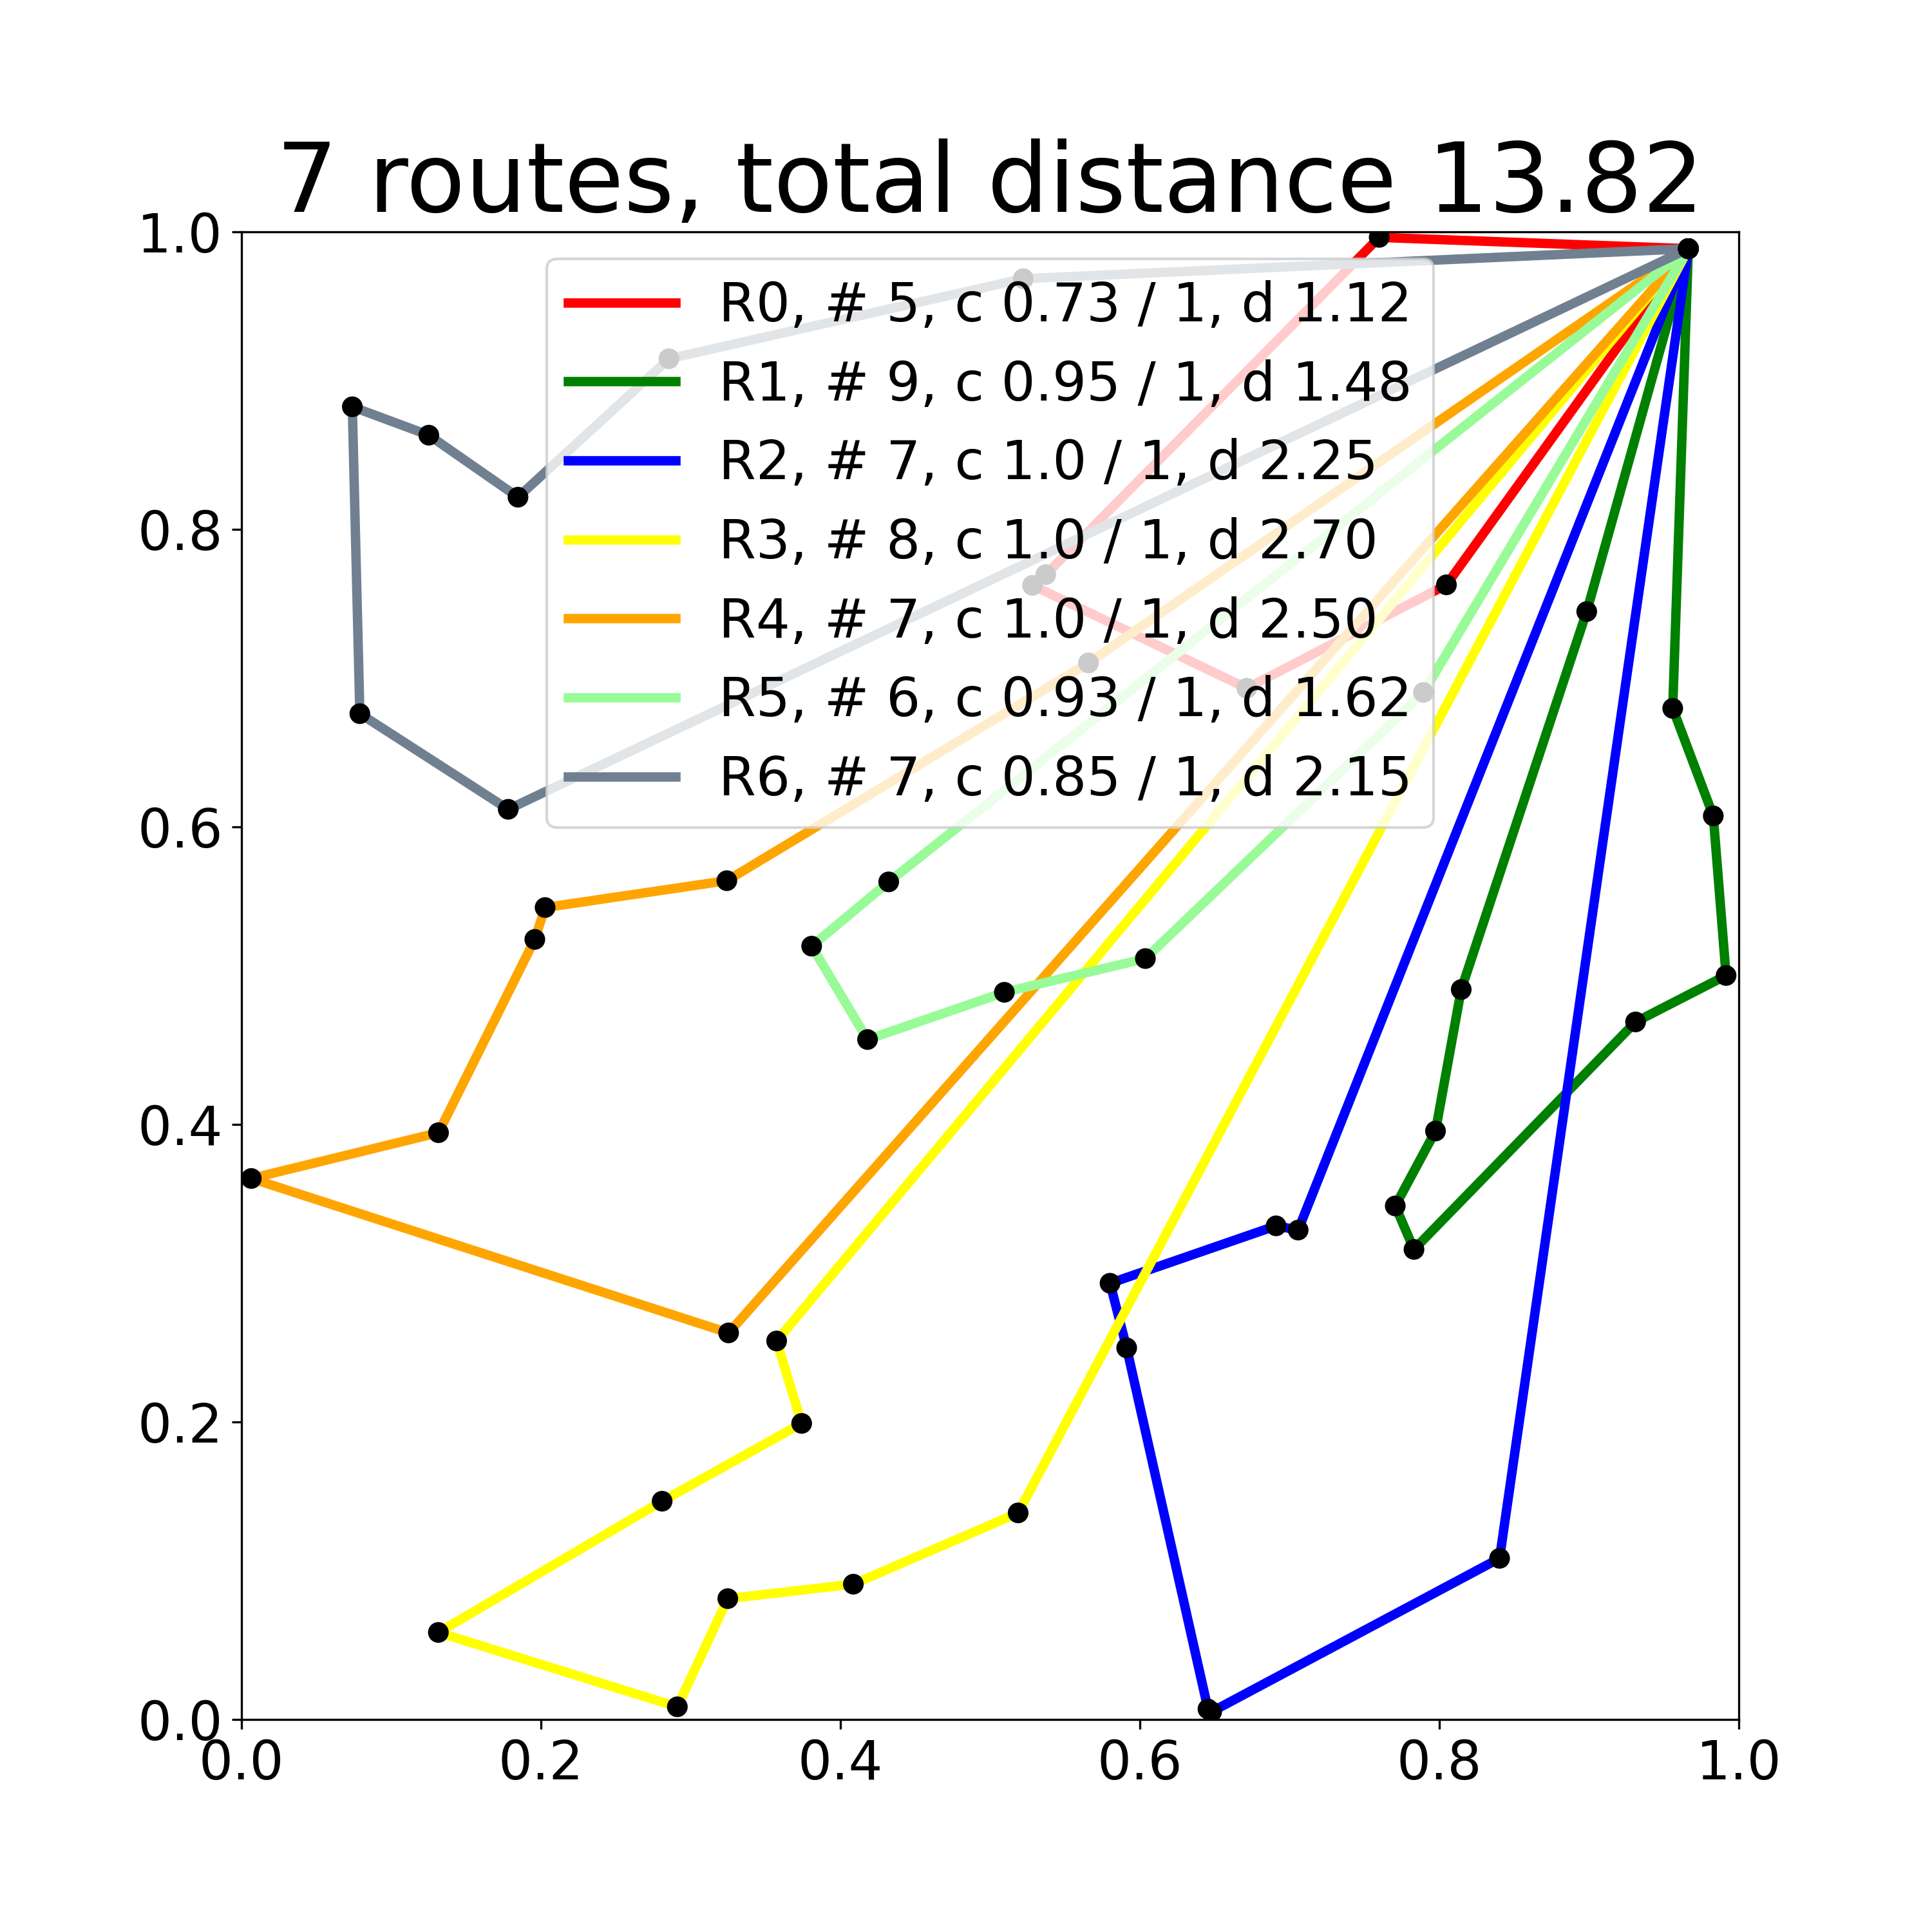 7 routes, total distance 13.82
1.0
R0, # 5, c 0.73 / 1, d 1.12
R1, # 9, c 0.95 / 1, d 1.48
R2, # 7, c 1.0 / 1, d 2.25
0.8
R3, # 8, c 1.0 / 1, d 2.70
R4, # 7, c 1.0 / 1, d 2.50
R5, # 6, c 0.93 / 1, d 1.62
R6, # 7, c 0.85 / 1, d 2.15
0.6
0.4
0.2
0.0
0.0 0.2 0.4 0.6 0.8 1.0